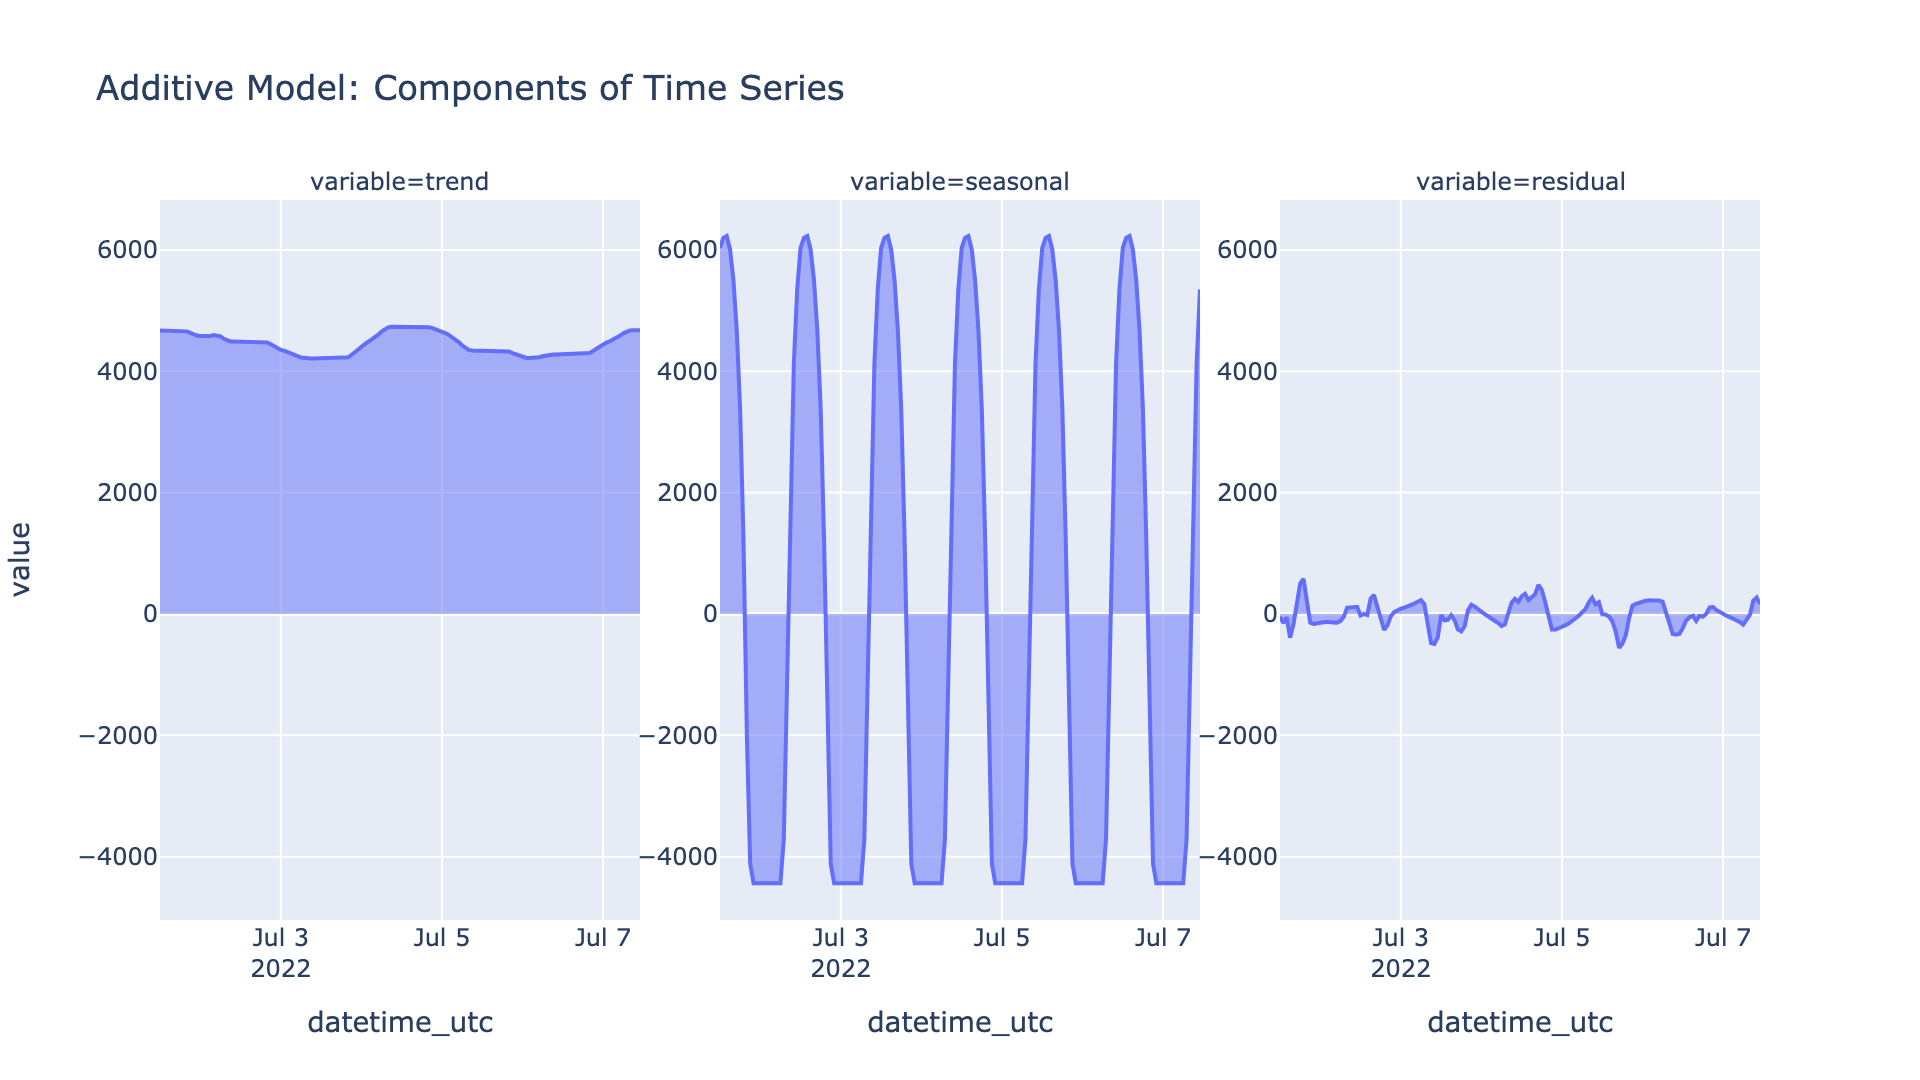 Additive Model: Components of Time Series
variable=trend
variable=seasonal
variable=residual
value
6000
4000
2000
0
−2000
−4000
Jul 3
2022
Jul 5
Jul 7
datetime_utc
6000
4000
2000
0
−2000
−4000
Jul 3
2022
Jul 5
Jul 7
datetime_utc
6000
4000
2000
0
−2000
−4000
Jul 3
2022
Jul 5
Jul 7
datetime_utc